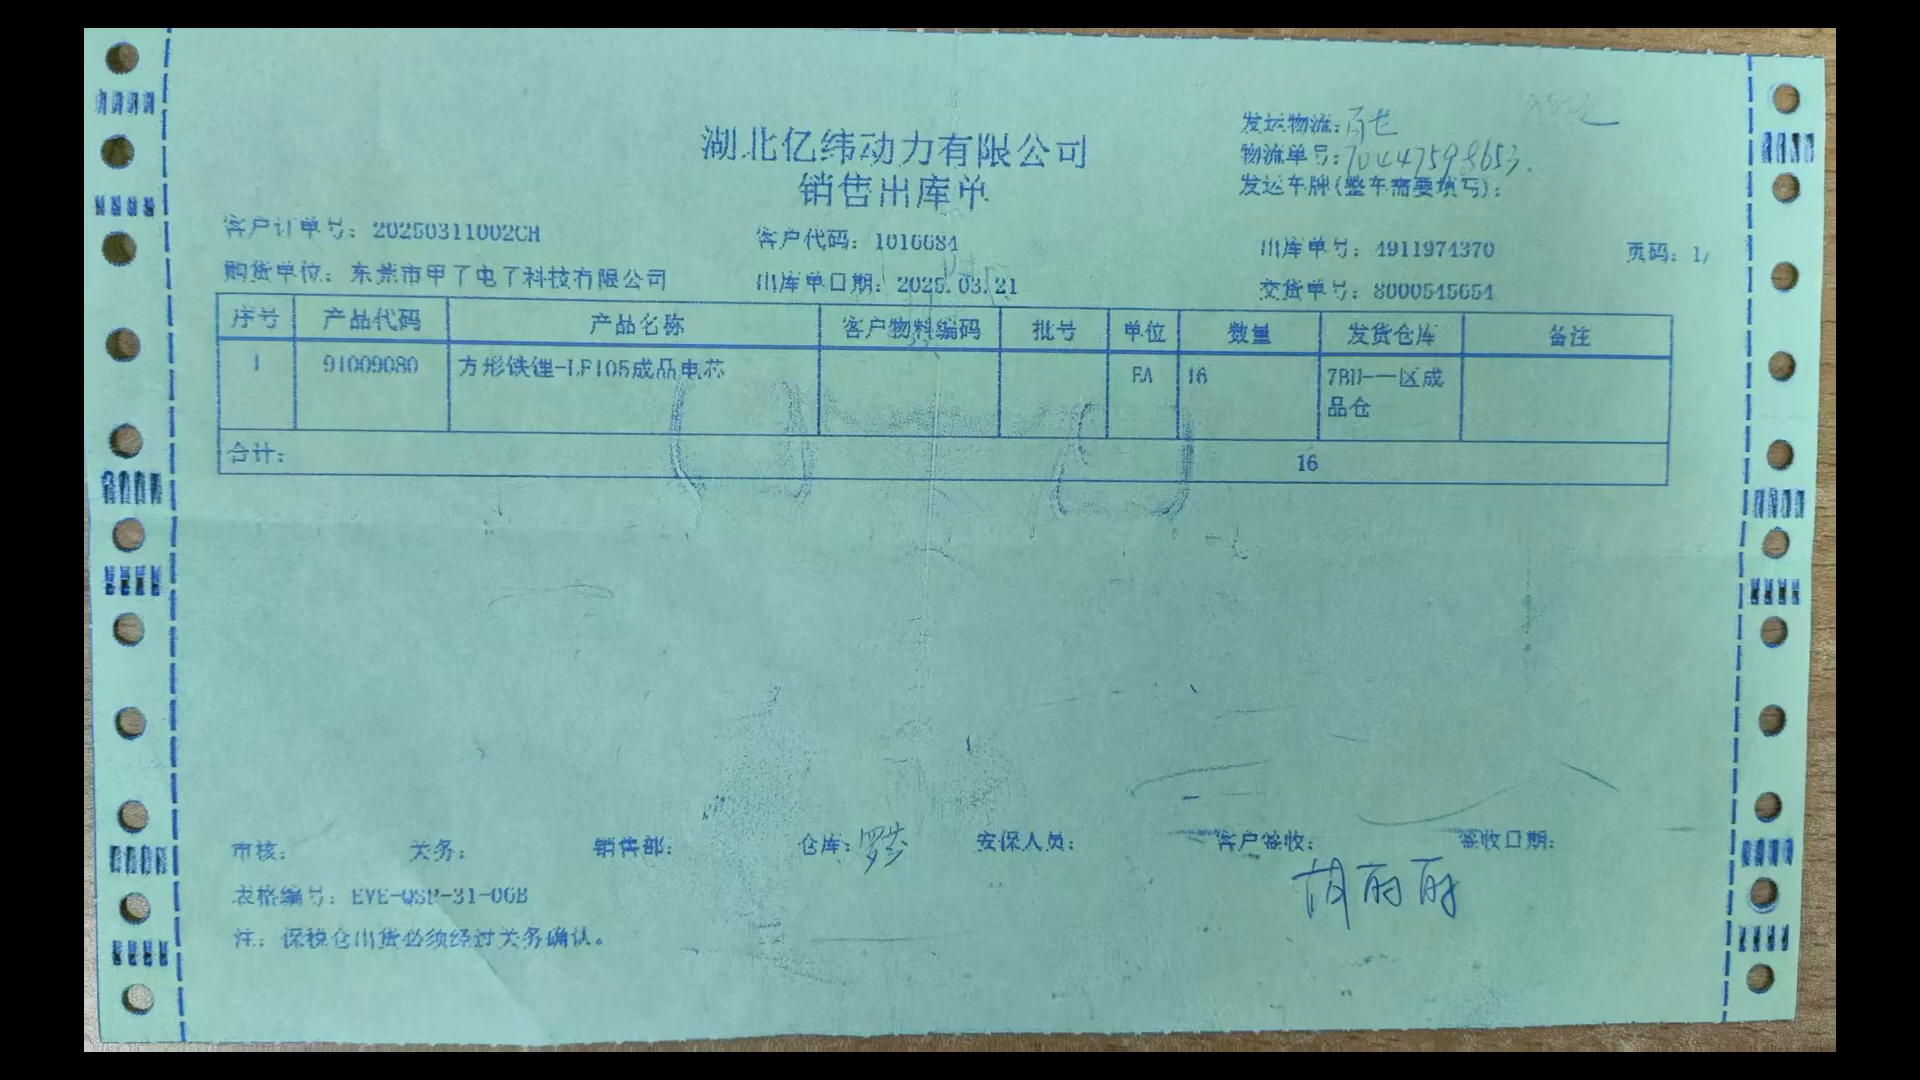 发运物流:百世
湖北亿纬动力有限公司
物流单号:70447598653.
销售出库单
发运车牌(整车需要填写):
客户订单号: 20250311002CH
客户代码: 1016684
出库单号: 4911974370
页码: 1/
购货单位: 东莞市甲子电子科技有限公司
出库单日期: 2025.03.21
交货单号: 8000545654
序号 产品代码 产品名称 客户物料编码 批号 单位 数量 发货仓库 备注
1 91009080 方形铁锂-LF105成品电芯 EA 16 7BU-一区成
品仓
合计: 16
审核: 关务: 销售部: 仓库: 安保人员: 客户签收: 签收日期:
胡丽丽
表格编号: EVE-QSP-31-06B
注: 保税仓出货必须经过关务确认。